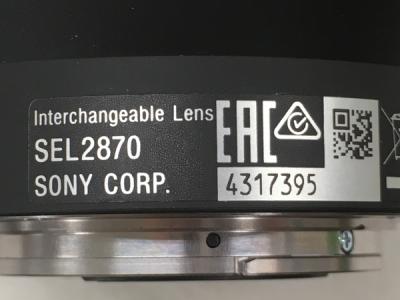 Interchangeable Lens
SEL2870
SONY CORP.
EAC
4317395